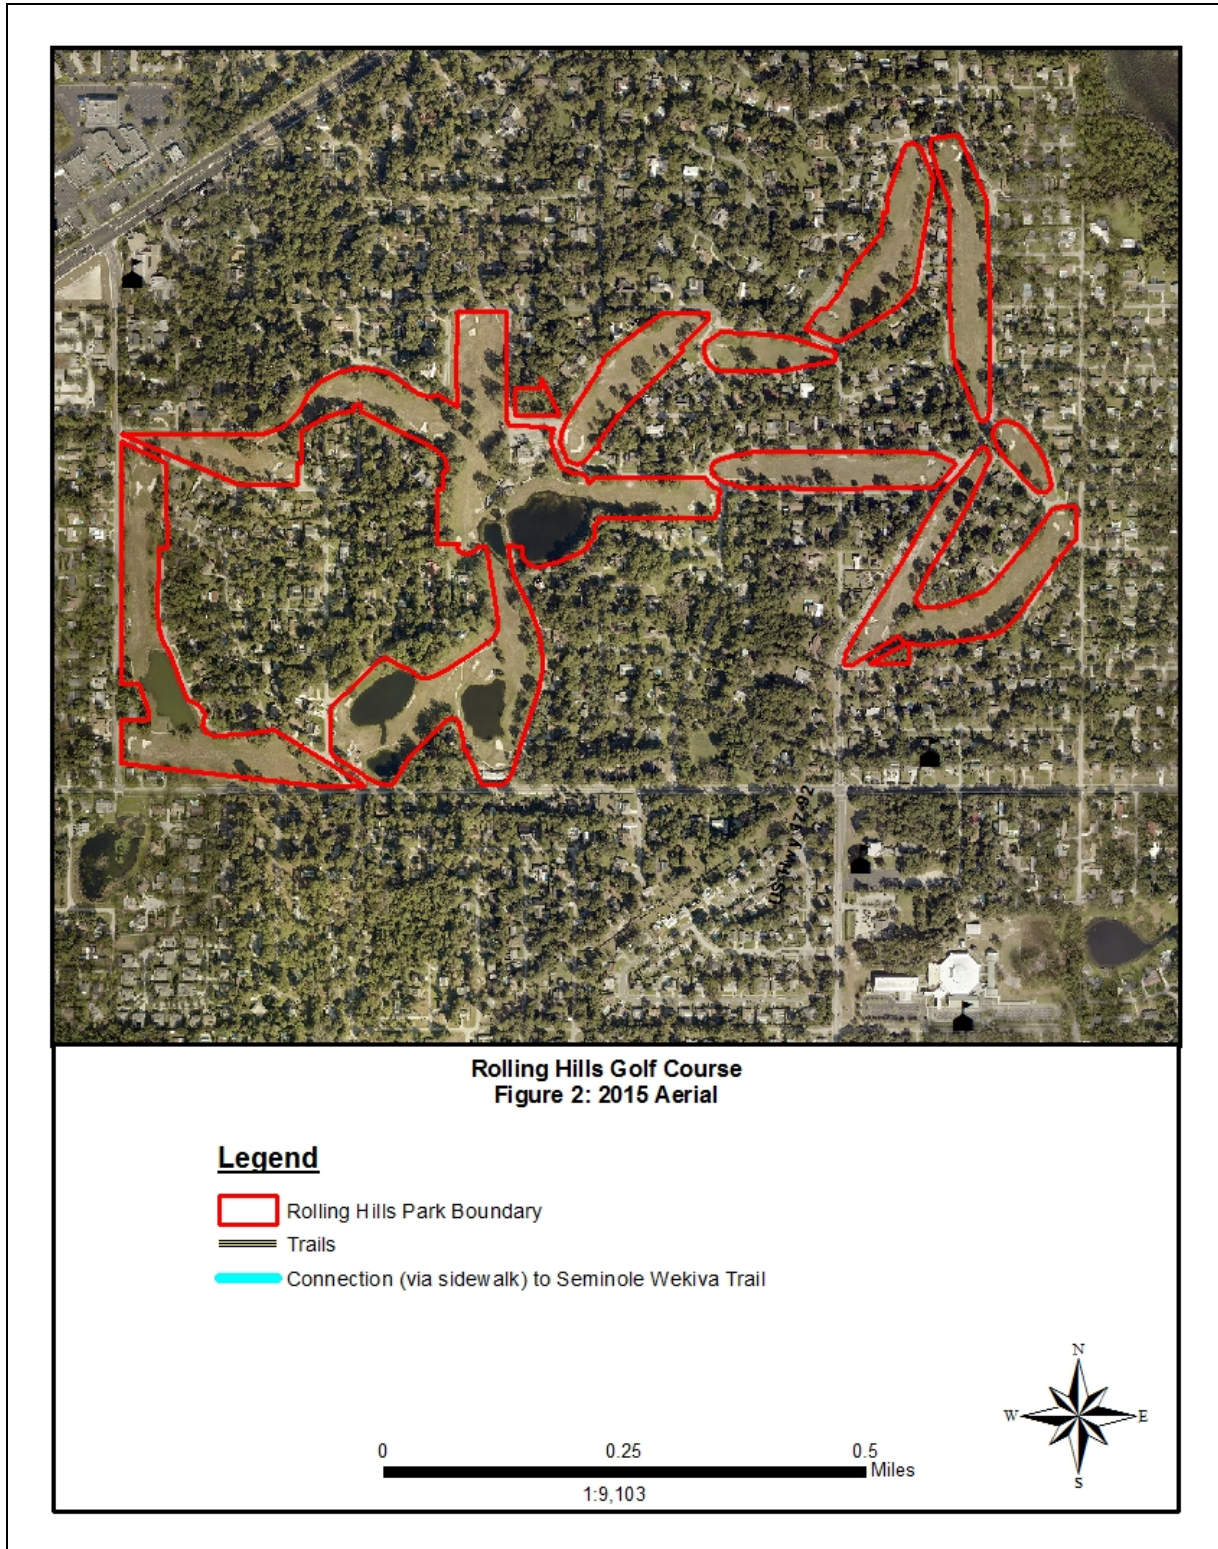 US Hwy 17-92
Rolling Hills Golf Course
Figure 2: 2015 Aerial
Legend
Rolling Hills Park Boundary
Trails
Connection (via sidewalk) to Seminole Wekiva Trail
N
W E
S
0 0.25 0.5
Miles
1:9,103